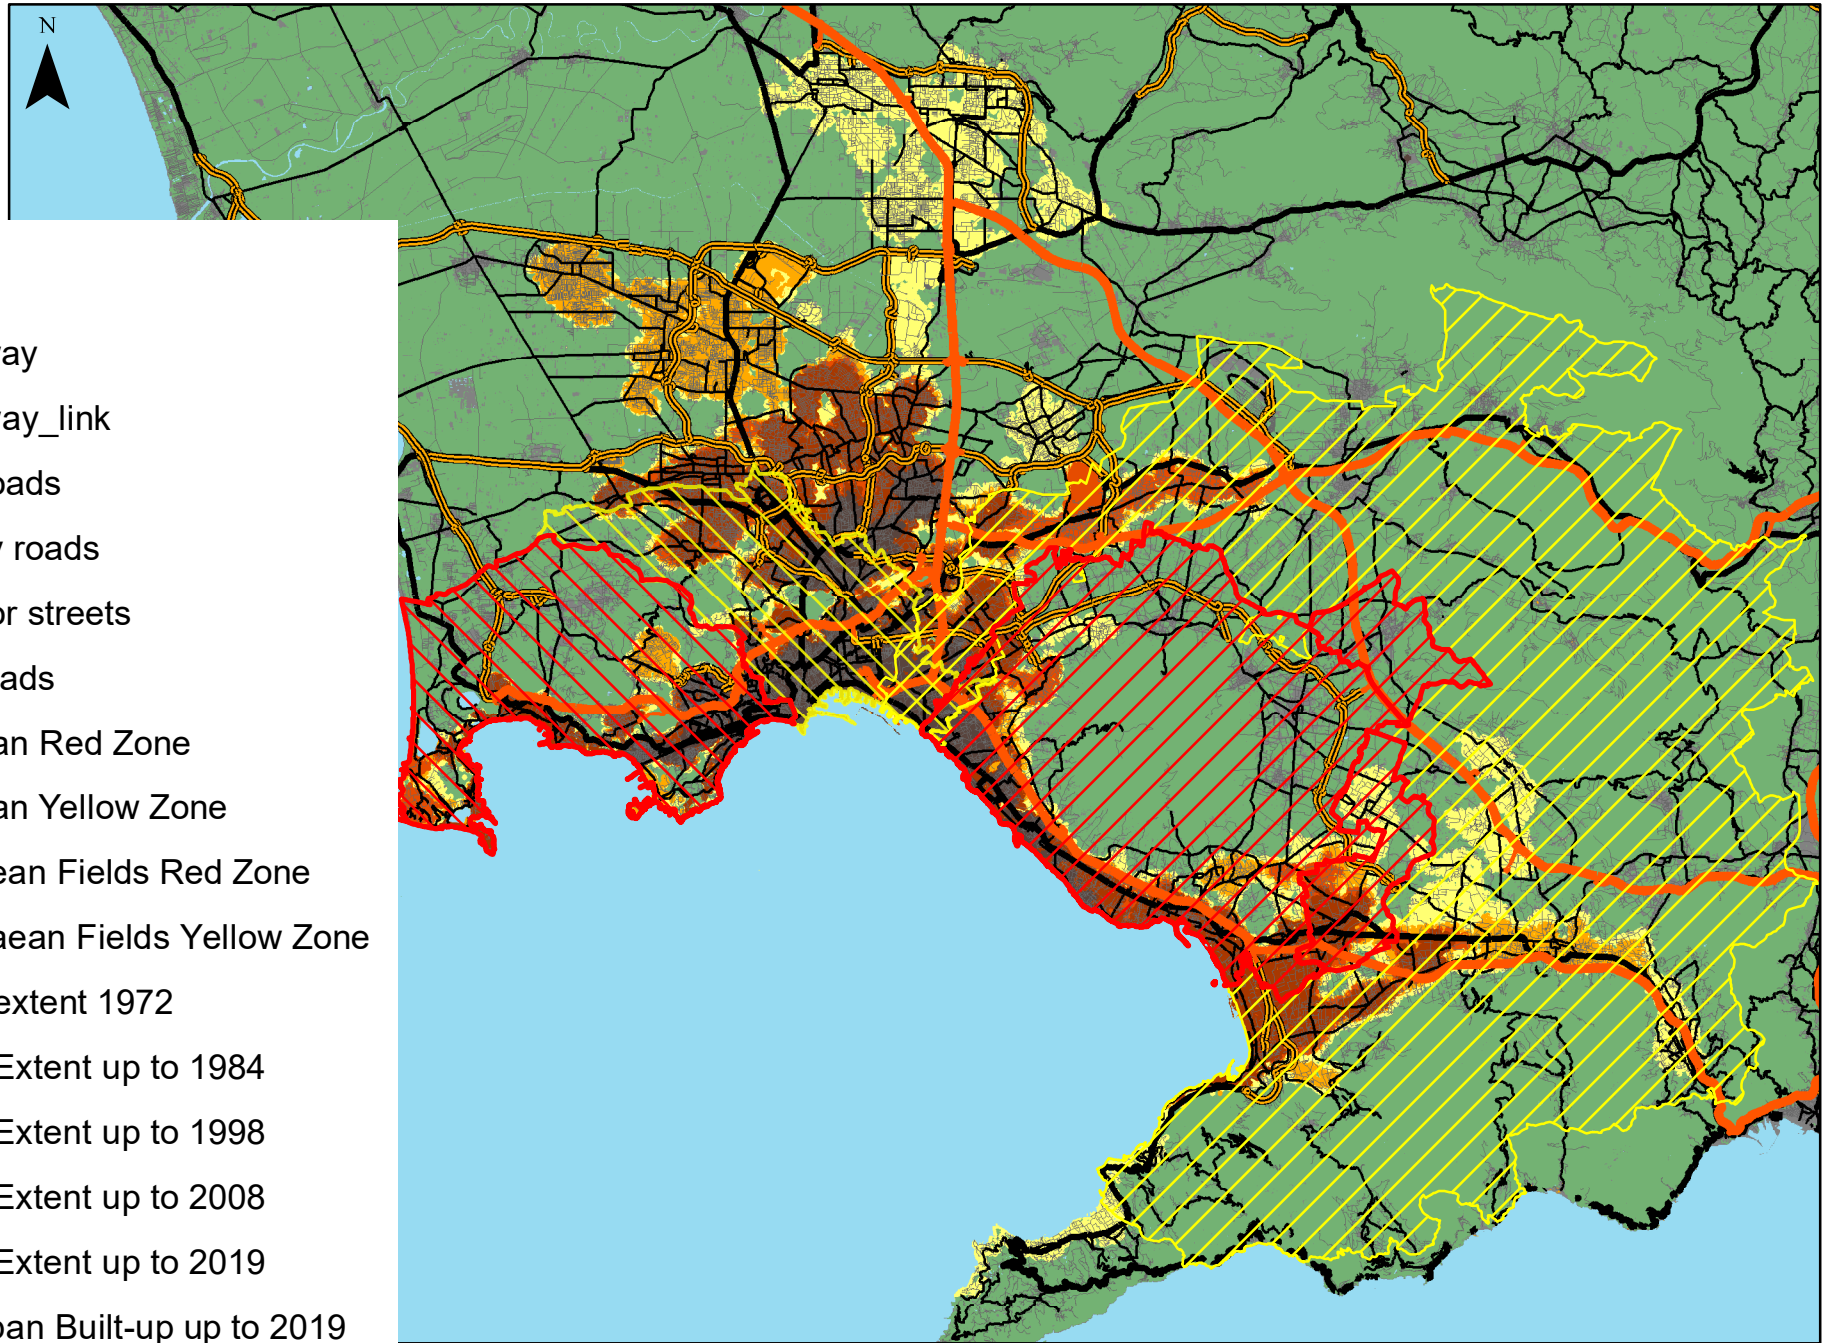 N
ay
ay_link
oads
y roads
or streets
ads
an Red Zone
an Yellow Zone
ean Fields Red Zone
aean Fields Yellow Zone
extent 1972
Extent up to 1984
Extent up to 1998
Extent up to 2008
Extent up to 2019
oan Built-up up to 2019